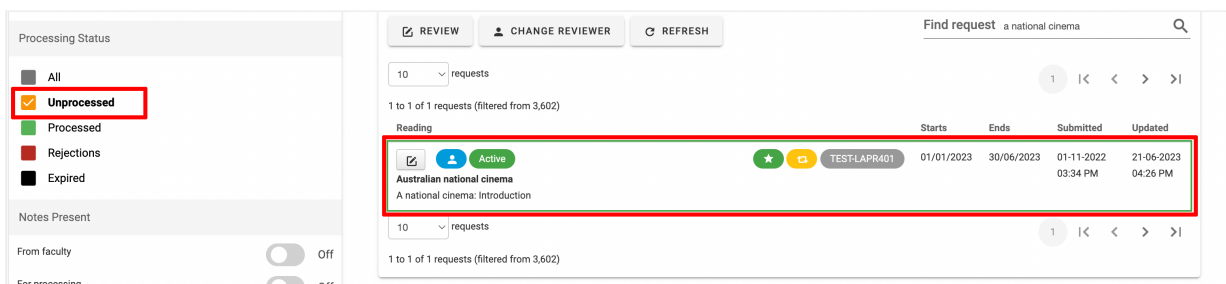 Processing Status
All
Unprocessed
Processed
Rejections
Expired
Notes Present
From faculty
Off
REVIEW
CHANGE REVIEWER
REFRESH
Find request a national cinema
10 requests
1
1 to 1 of 1 requests (filtered from 3,602)
Reading Starts Ends Submitted Updated
Active TEST-LAPR401 01/01/2023 30/06/2023 01-11-2022 21-06-2023
03:34 PM 04:26 PM
Australian national cinema
A national cinema: Introduction
10 requests
1
1 to 1 of 1 requests (filtered from 3,602)